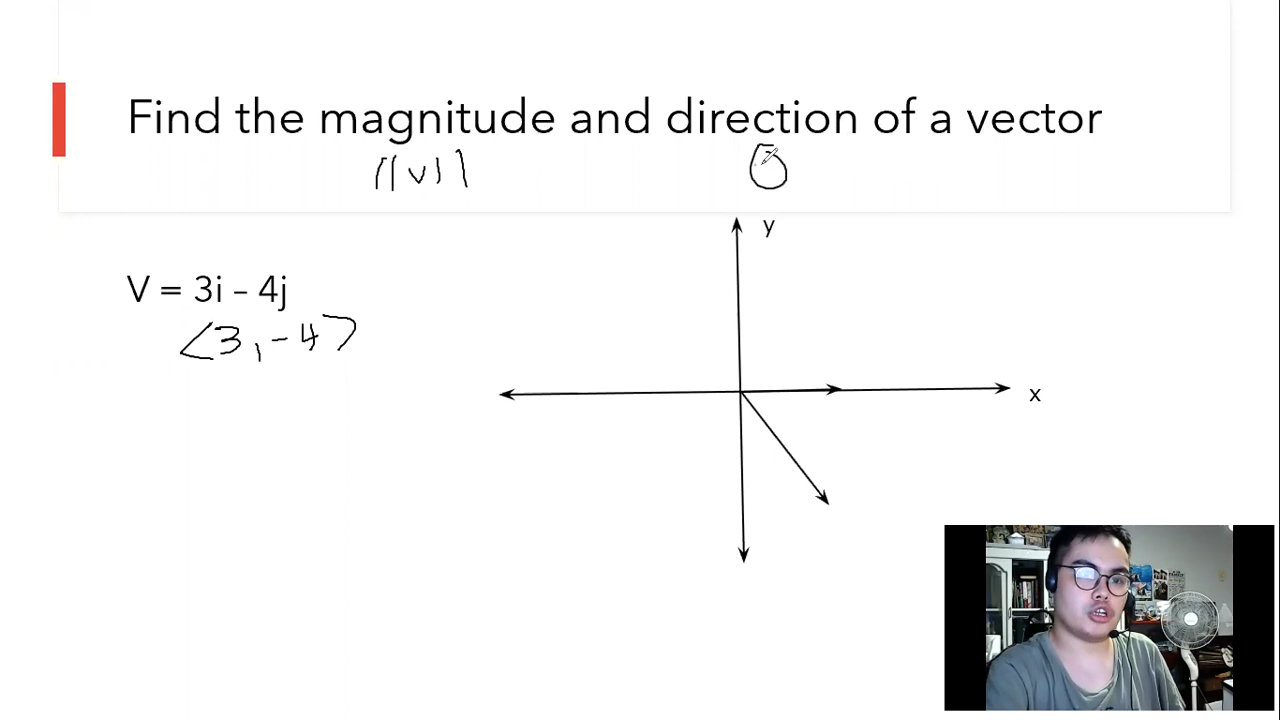 Find the magnitude and direction of a vector
||v||
y
V = 3i – 4j
<3, -4>
x